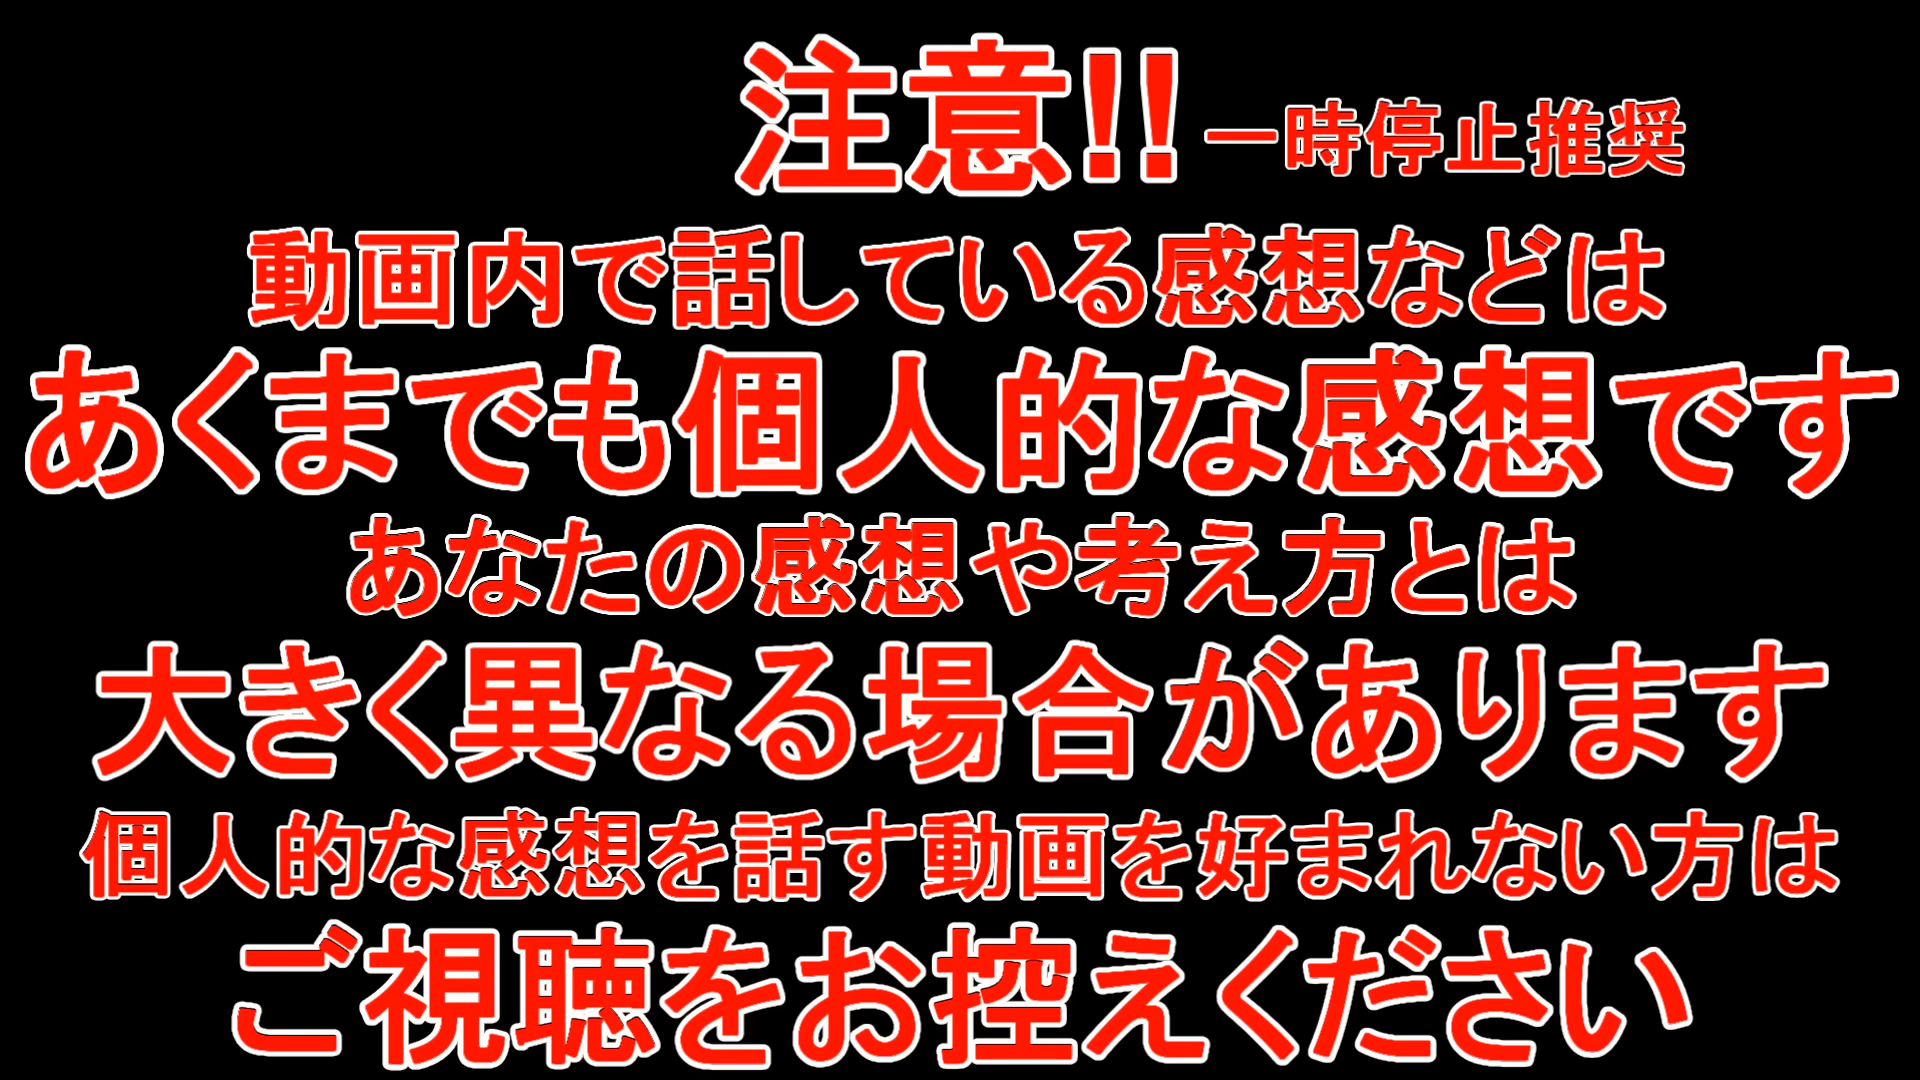 注意!!一時停止推奨
動画内で話している感想などは
あくまでも個人的な感想です
あなたの感想や考え方とは
大きく異なる場合があります
個人的な感想を話す動画を好まれない方は
ご視聴をお控えください